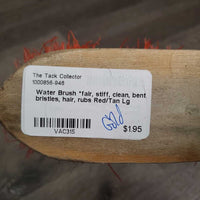 The Tack Collector
1000856-946
Water Brush *fair, stiff, clean, bent
bristles, hair, rubs Red/Tan Lg
VAC315
Gold
$1.95